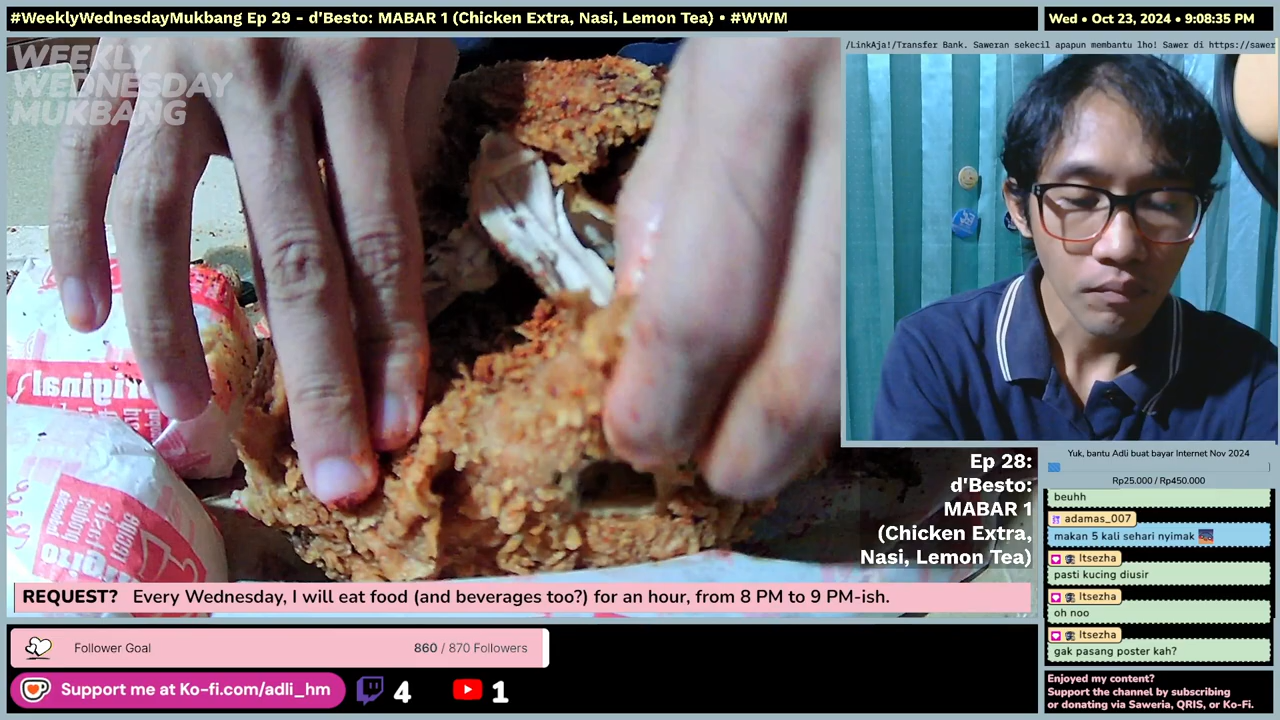 #WeeklyWednesdayMukbang Ep 29 - d'Besto: MABAR 1 (Chicken Extra, Nasi, Lemon Tea) • #WWM
Wed • Oct 23, 2024 • 9:08:35 PM
/LinkAja!/Transfer Bank. Saweran sekecil apapun membantu lho! Sawer di https://sawer
WEEKLY
WEDNESDAY
MUKBANG
original
Ep 28:
d'Besto:
MABAR 1
(Chicken Extra,
Nasi, Lemon Tea)
REQUEST? Every Wednesday, I will eat food (and beverages too?) for an hour, from 8 PM to 9 PM-ish.
Yuk, bantu Adli buat bayar Internet Nov 2024
Rp25.000 / Rp450.000
beuhh
adamas_007
makan 5 kali sehari nyimak
Itsezha
pasti kucing diusir
Itsezha
oh noo
Itsezha
gak pasang poster kah?
Follower Goal 860 / 870 Followers
Support me at Ko-fi.com/adli_hm 4 1
Enjoyed my content?
Support the channel by subscribing
or donating via Saweria, QRIS, or Ko-Fi.